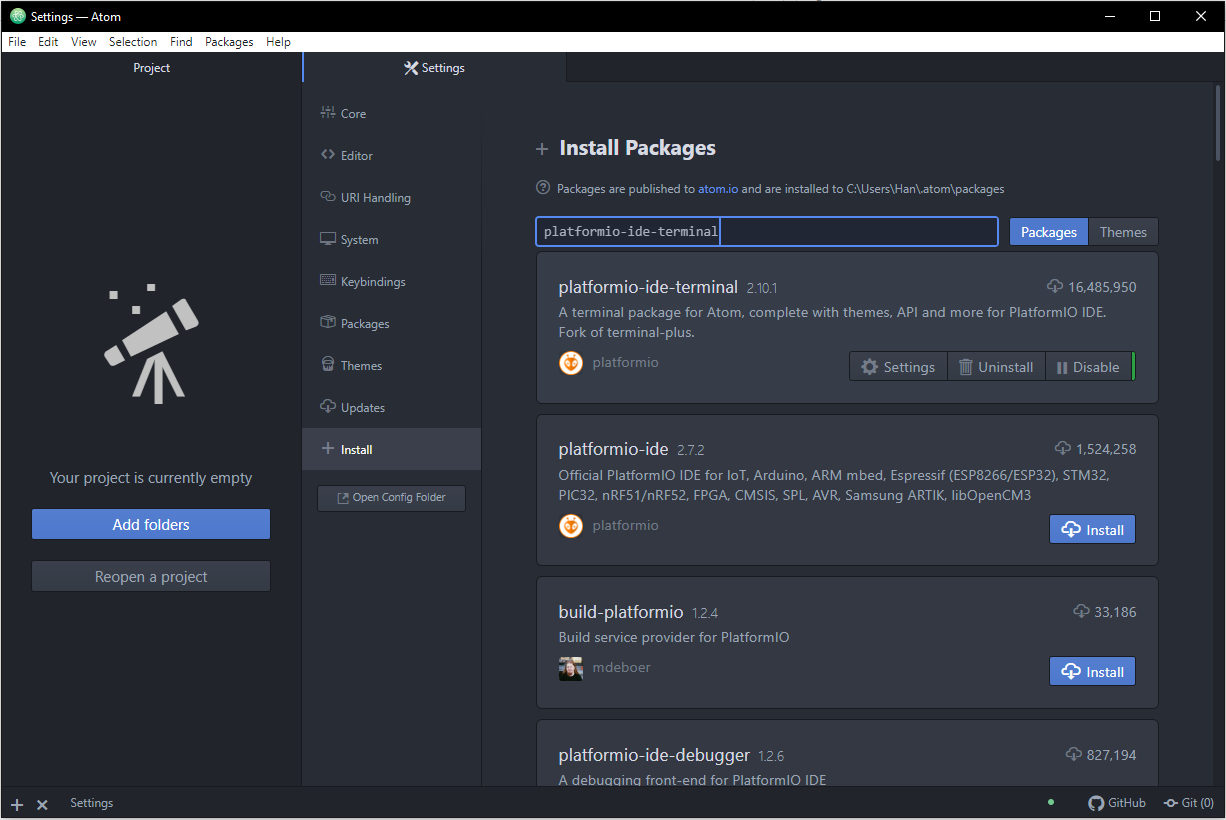 Settings — Atom
File Edit View Selection Find Packages Help
Project
Settings
Your project is currently empty
Add folders
Reopen a project
Core
Editor
URI Handling
System
Keybindings
Packages
Themes
Updates
Install
Open Config Folder
Install Packages
Packages are published to atom.io and are installed to C:\Users\Han\.atom\packages
platformio-ide-terminal
Packages Themes
platformio-ide-terminal 2.10.1 16,485,950
A terminal package for Atom, complete with themes, API and more for PlatformIO IDE.
Fork of terminal-plus.
platformio
Settings Uninstall Disable
platformio-ide 2.7.2 1,524,258
Official PlatformIO IDE for IoT, Arduino, ARM mbed, Espressif (ESP8266/ESP32), STM32,
PIC32, nRF51/nRF52, FPGA, CMSIS, SPL, AVR, Samsung ARTIK, libOpenCM3
platformio
Install
build-platformio 1.2.4 33,186
Build service provider for PlatformIO
mdeboer
Install
platformio-ide-debugger 1.2.6 827,194
A debugging front-end for PlatformIO IDE
Settings
GitHub Git (0)